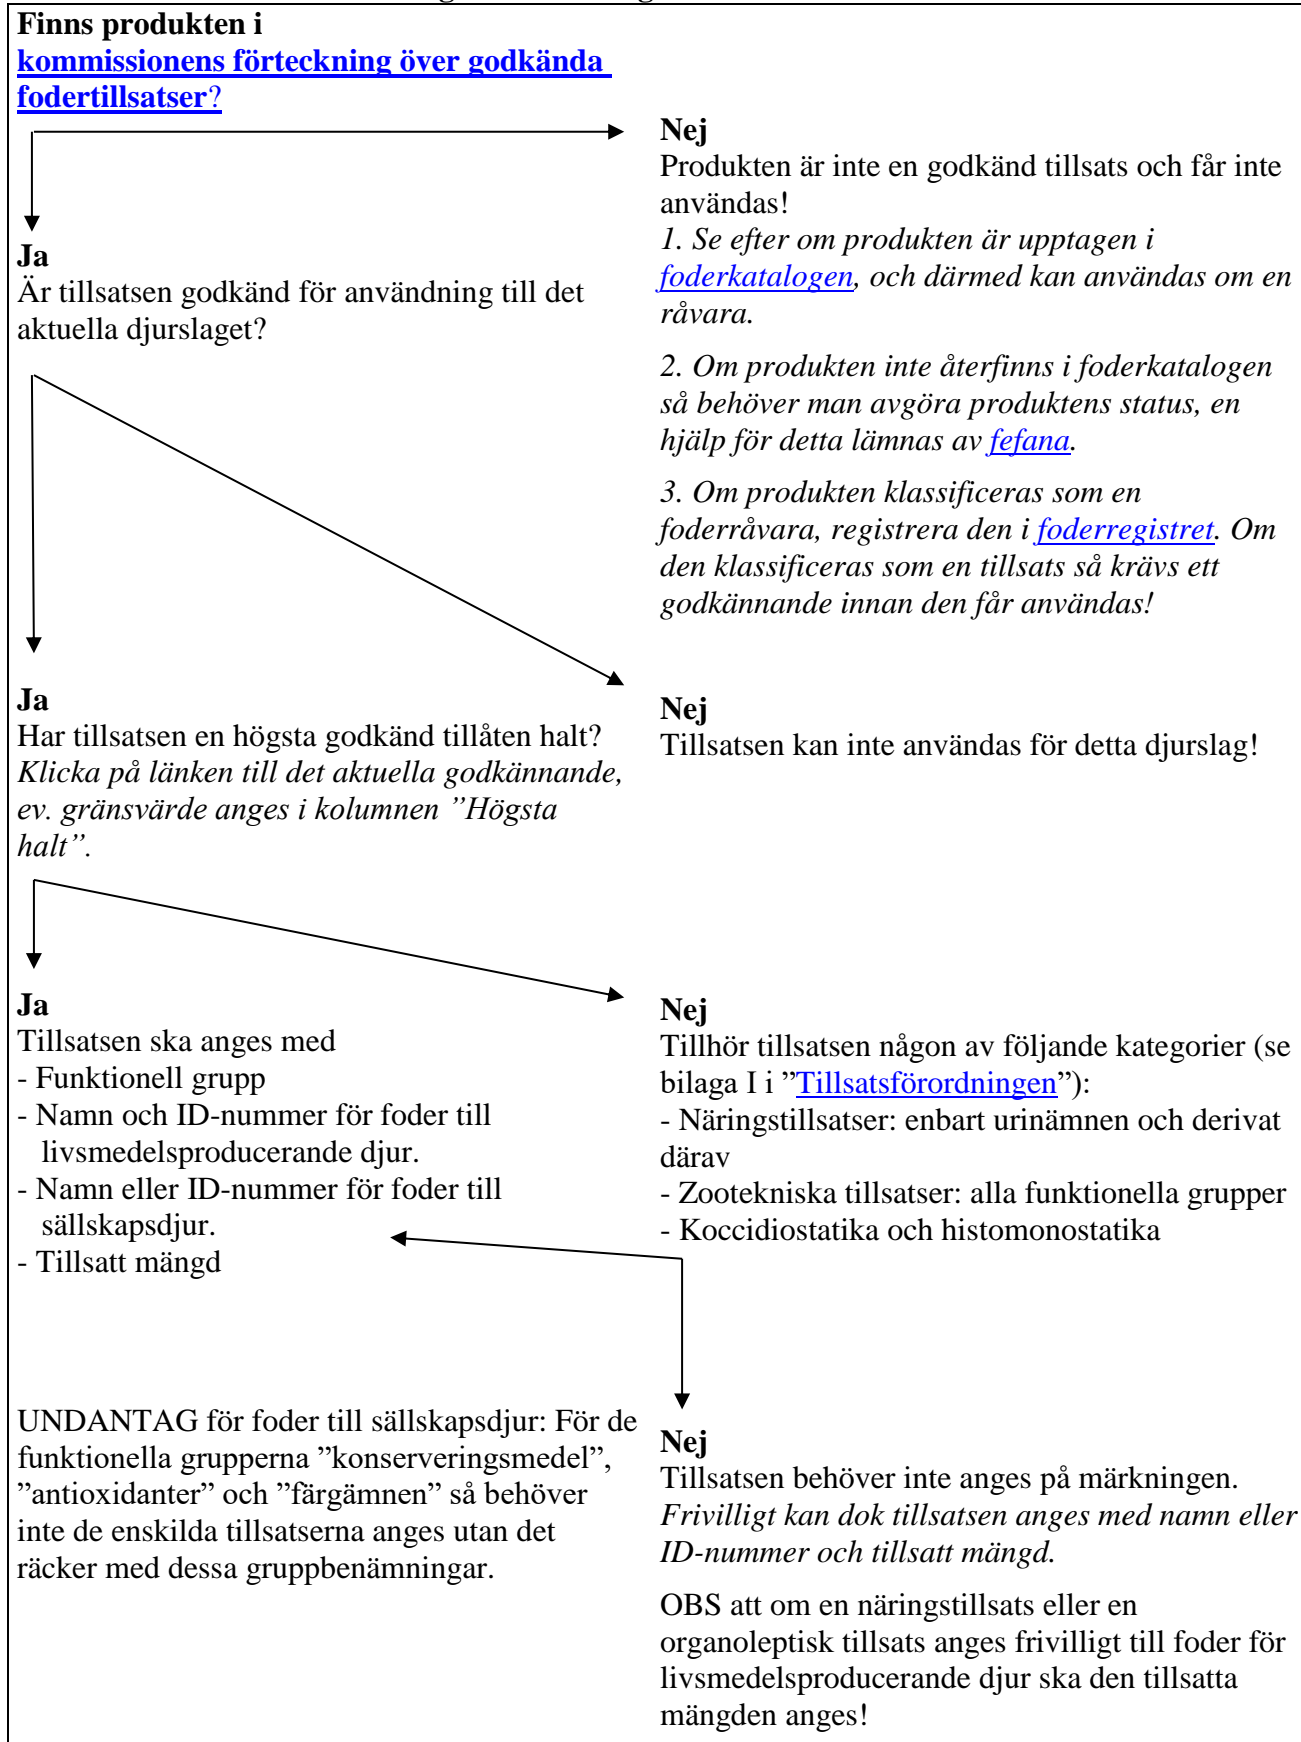 Finns produkten i
kommissionens förteckning över godkända
fodertillsatser?
Nej
Produkten är inte en godkänd tillsats och får inte
användas!
1. Se efter om produkten är upptagen i
foderkatalogen, och därmed kan användas om en
råvara.
2. Om produkten inte återfinns i foderkatalogen
så behöver man avgöra produktens status, en
hjälp för detta lämnas av fefana.
3. Om produkten klassificeras som en
foderråvara, registrera den i foderregistret. Om
den klassificeras som en tillsats så krävs ett
godkännande innan den får användas!
Ja
Är tillsatsen godkänd för användning till det
aktuella djurslaget?
Ja
Har tillsatsen en högsta godkänd tillåten halt?
Klicka på länken till det aktuella godkännande,
ev. gränsvärde anges i kolumnen ”Högsta
halt”.
Nej
Tillsatsen kan inte användas för detta djurslag!
Ja
Tillsatsen ska anges med
- Funktionell grupp
- Namn och ID-nummer för foder till
livsmedelsproducerande djur.
- Namn eller ID-nummer för foder till
sällskapsdjur.
- Tillsatt mängd
Nej
Tillhör tillsatsen någon av följande kategorier (se
bilaga I i ”Tillsatsförordningen”):
- Näringstillsatser: enbart urinämnen och derivat
därav
- Zootekniska tillsatser: alla funktionella grupper
- Koccidiostatika och histomonostatika
UNDANTAG för foder till sällskapsdjur: För de
funktionella grupperna ”konserveringsmedel”,
”antioxidanter” och ”färgämnen” så behöver
inte de enskilda tillsatserna anges utan det
räcker med dessa gruppbenämningar.
Nej
Tillsatsen behöver inte anges på märkningen.
Frivilligt kan dok tillsatsen anges med namn eller
ID-nummer och tillsatt mängd.
OBS att om en näringstillsats eller en
organoleptisk tillsats anges frivilligt till foder för
livsmedelsproducerande djur ska den tillsatta
mängden anges!